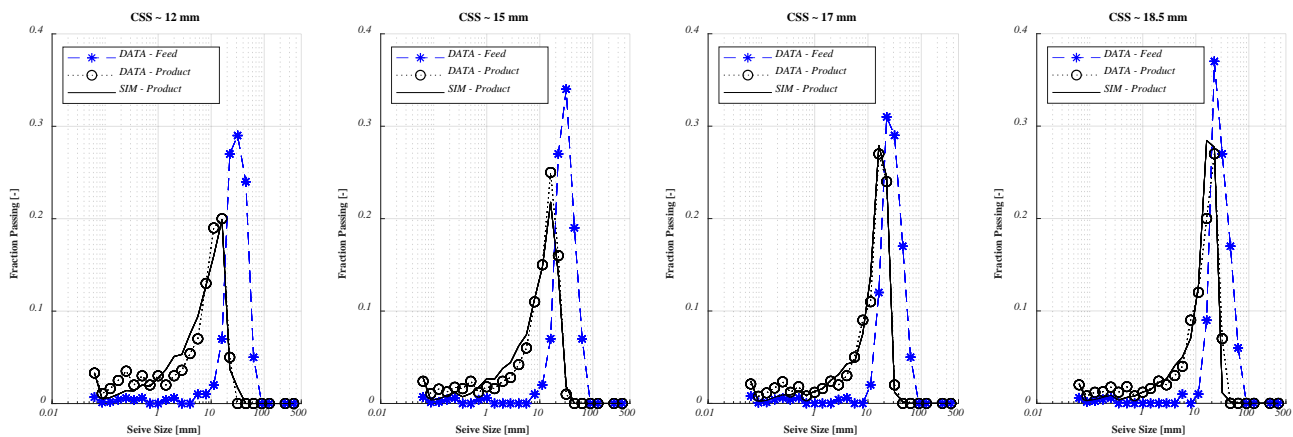 CSS ~ 12 mm
0.4
DATA - Feed
DATA - Product
SIM - Product
0.3
0.2
0.1
0
Fraction Passing [-]
0.01
1
10
100
500
Seive Size [mm]
CSS ~ 15 mm
0.4
DATA - Feed
DATA - Product
SIM - Product
0.3
0.2
0.1
0
Fraction Passing [-]
0.01
1
10
100
500
Seive Size [mm]
CSS ~ 17 mm
0.4
DATA - Feed
DATA - Product
SIM - Product
0.3
0.2
0.1
0
Fraction Passing [-]
0.01
1
10
100
500
Seive Size [mm]
CSS ~ 18.5 mm
0.4
DATA - Feed
DATA - Product
SIM - Product
0.3
0.2
0.1
0
Fraction Passing [-]
0.01
1
10
100
500
Seive Size [mm]